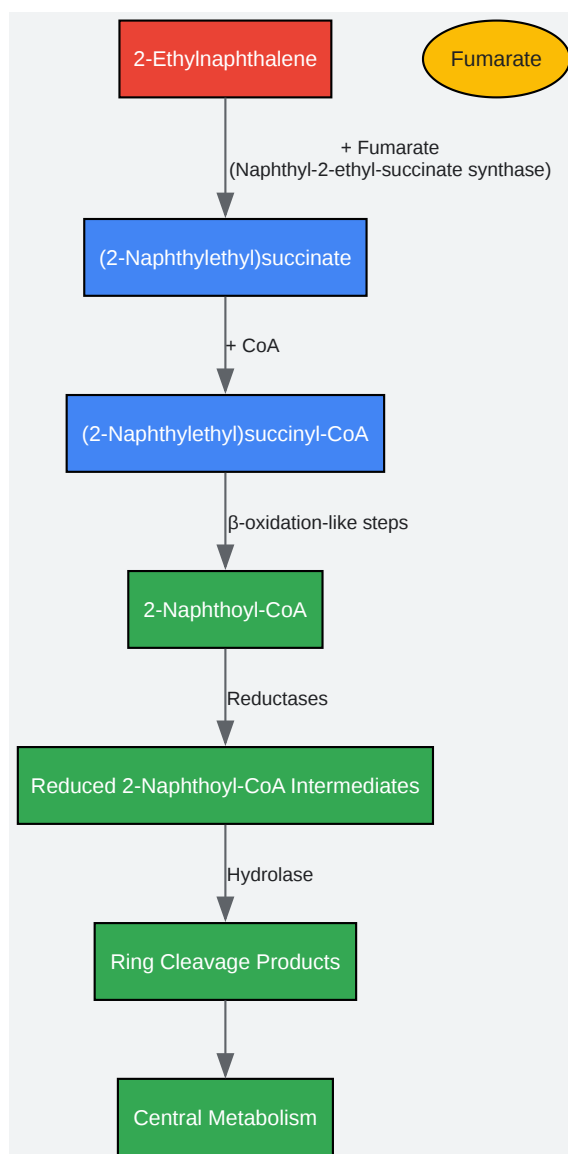 2-Ethylnaphthalene
Fumarate
+ Fumarate
(Naphthyl-2-ethyl-succinate synthase)
(2-Naphthylethyl)succinate
+ CoA
(2-Naphthylethyl)succinyl-CoA
β-oxidation-like steps
2-Naphthoyl-CoA
Reductases
Reduced 2-Naphthoyl-CoA Intermediates
Hydrolase
Ring Cleavage Products
Central Metabolism